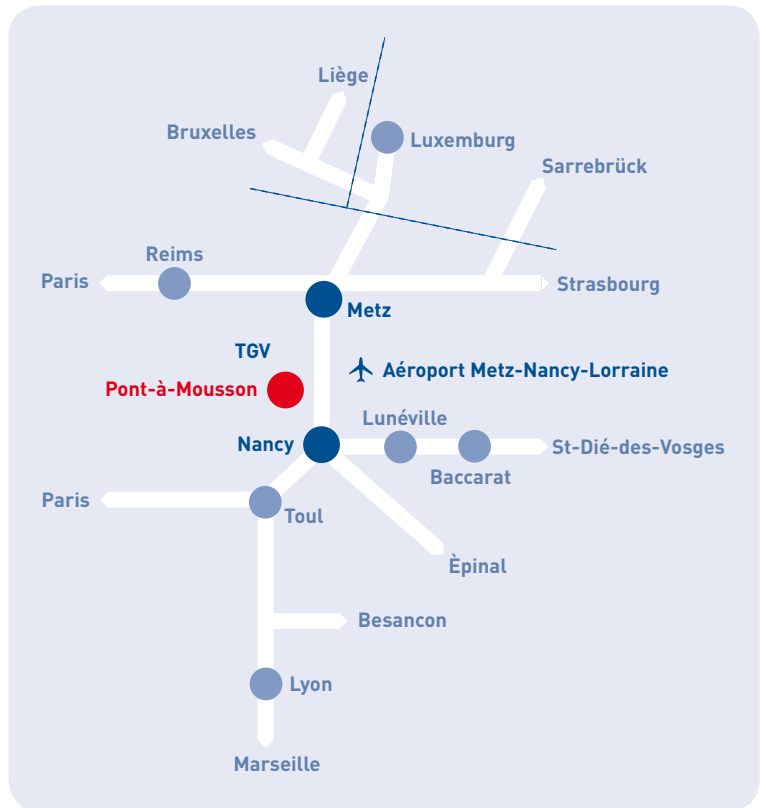 Liège
Bruxelles
Luxemburg
Sarrebrück
Reims
Paris
Strasbourg
Metz
TGV
Aéroport Metz-Nancy-Lorraine
Pont-à-Mousson
Lunéville
Nancy
St-Dié-des-Vosges
Baccarat
Paris
Toul
Èpinal
Besancon
Lyon
Marseille